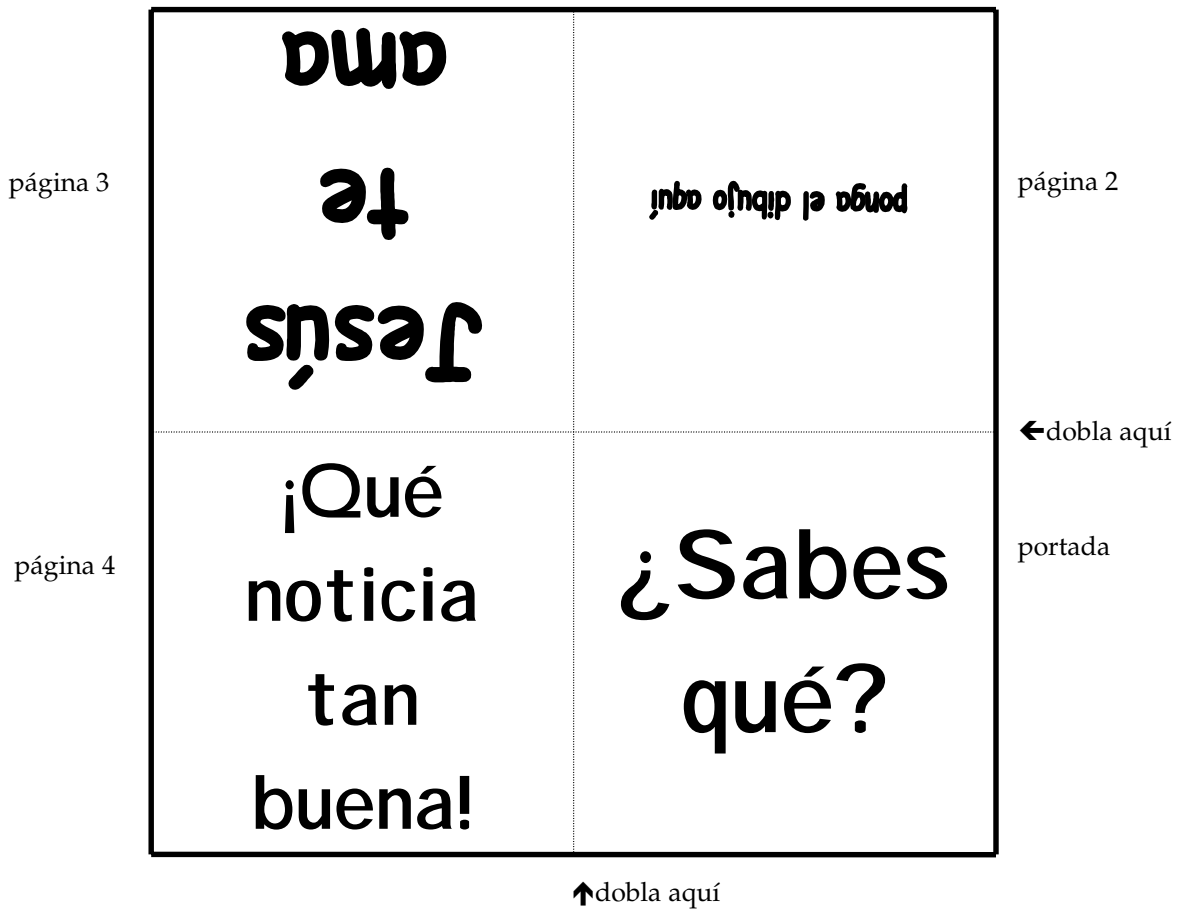 ama
te
Jesús
página 3
ponga el dibujo aquí
página 2
←dobla aquí
¡Qué
noticia
tan
buena!
página 4
¿Sabes
qué?
portada
↑dobla aquí